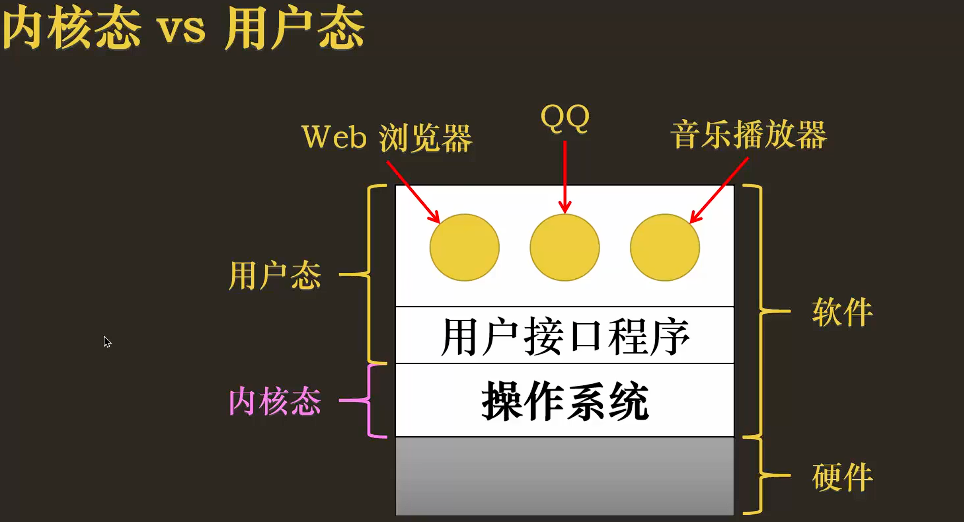 内核态 vs 用户态
Web 浏览器
QQ
音乐播放器
用户态
用户接口程序
软件
内核态
操作系统
硬件